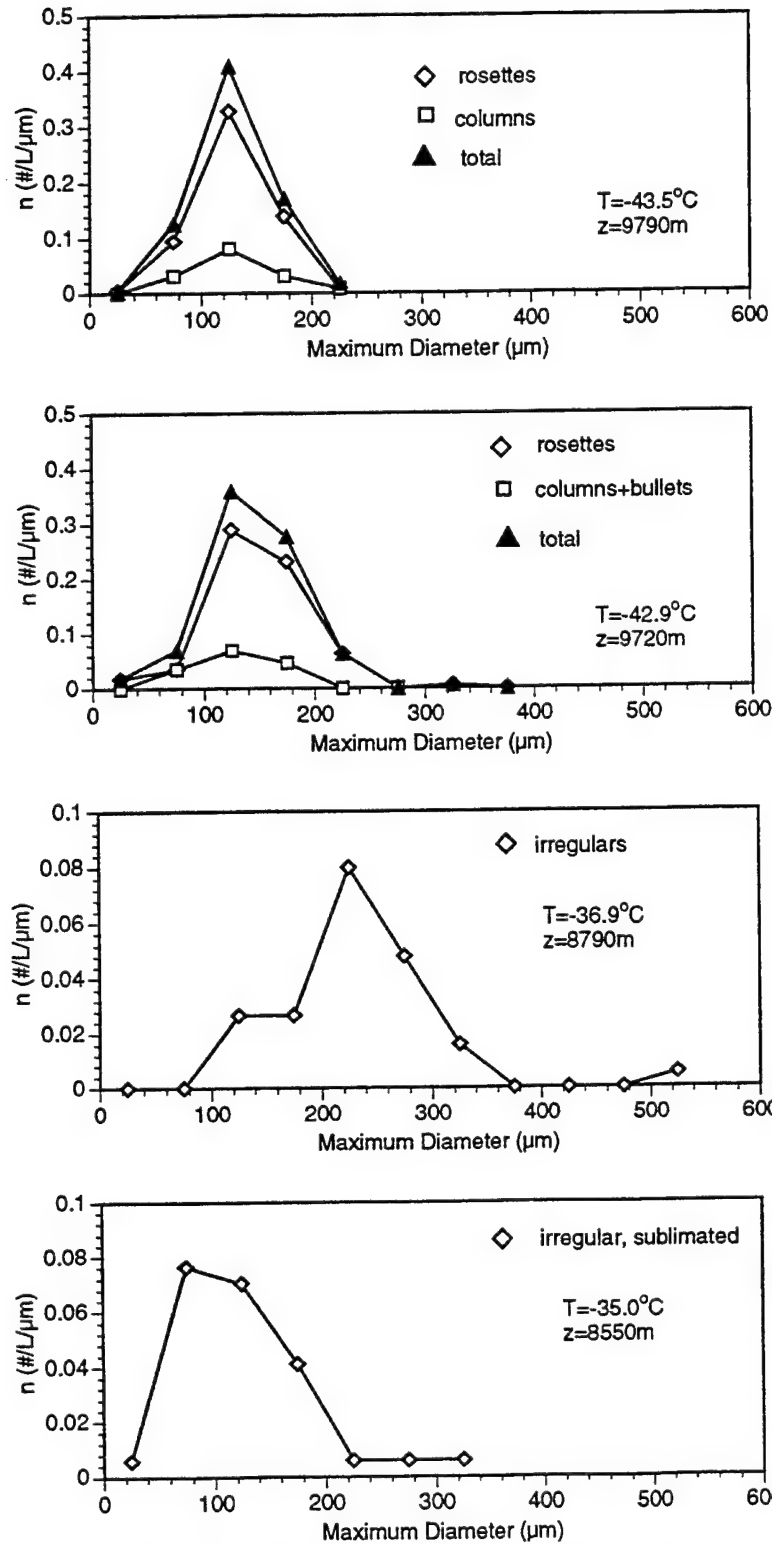 0.5
0.4
0.3
0.2
0.1
0
n (#/L/µm)
rosettes
columns
total
T=-43.5°C
z=9790m
0 100 200 300 400 500 600
Maximum Diameter (µm)
0.5
0.4
0.3
0.2
0.1
0
n (#/L/µm)
rosettes
columns+bullets
total
T=-42.9°C
z=9720m
0 100 200 300 400 500 600
Maximum Diameter (µm)
0.1
0.08
0.06
0.04
0.02
0
n (#/L/µm)
irregulars
T=-36.9°C
z=8790m
0 100 200 300 400 500 600
Maximum Diameter (µm)
0.1
0.08
0.06
0.04
0.02
0
n (#/L/µm)
irregular, sublimated
T=-35.0°C
z=8550m
0 100 200 300 400 500 600
Maximum Diameter (µm)